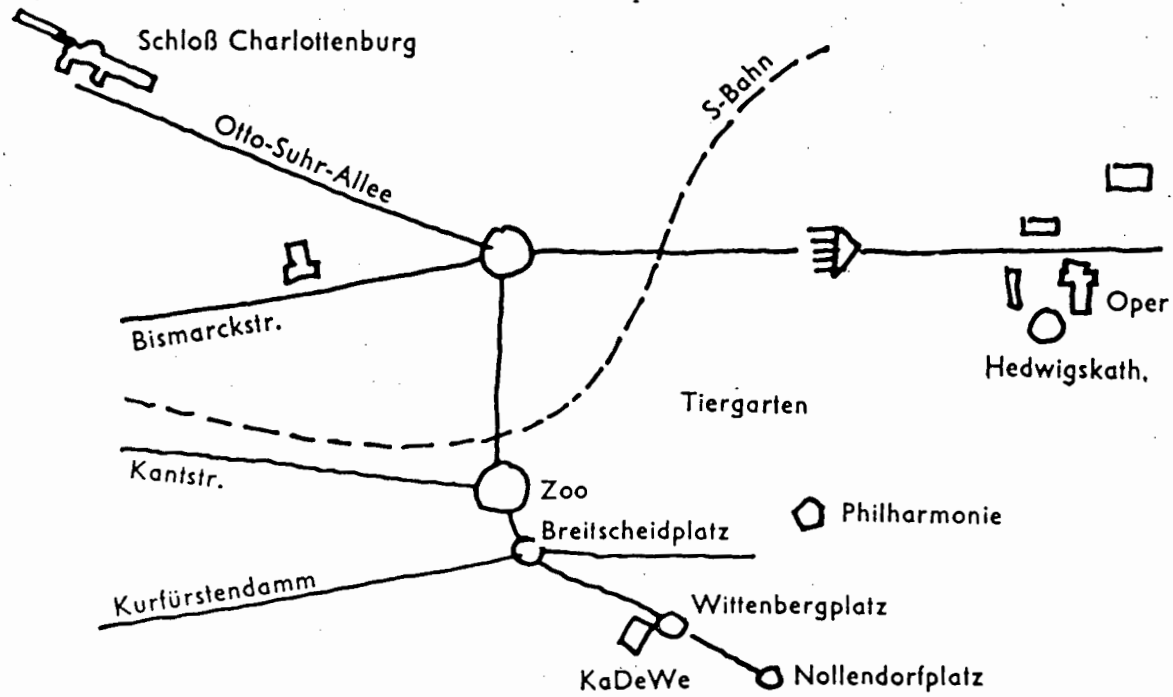 Schloß Charlottenburg
Otto-Suhr-Allee
S-Bahn
Bismarckstr.
Oper
Hedwigskath.
Tiergarten
Kantstr.
Zoo
Philharmonie
Breitscheidplatz
Kurfürstendamm
Wittenbergplatz
KaDeWe
Nollendorfplatz